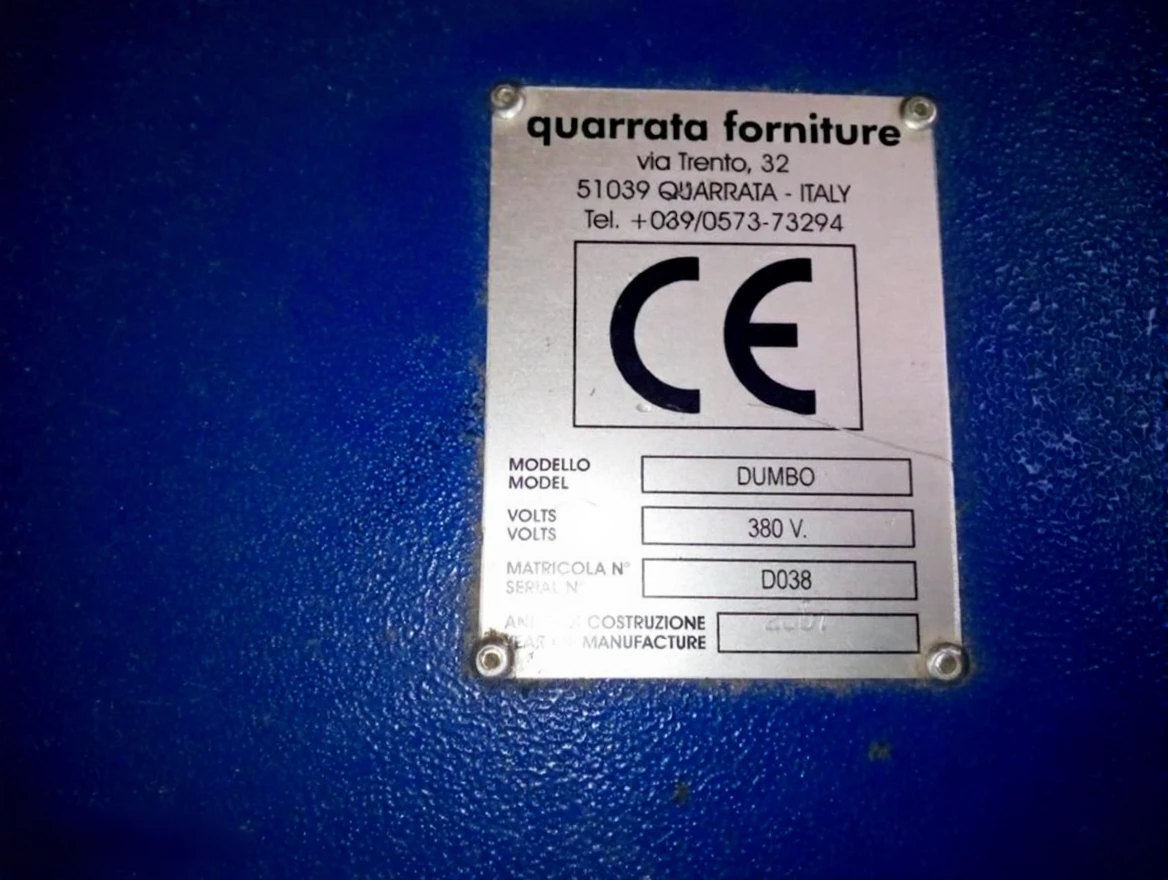 quarrata forniture
via Trento, 32
51039 QUARRATA - ITALY
Tel. +039/0573-73294
CE
MODELLO
MODEL
DUMBO
VOLTS
VOLTS
380 V.
MATRICOLA N°
SERIAL N°
D038
COSTRUZIONE
MANUFACTURE